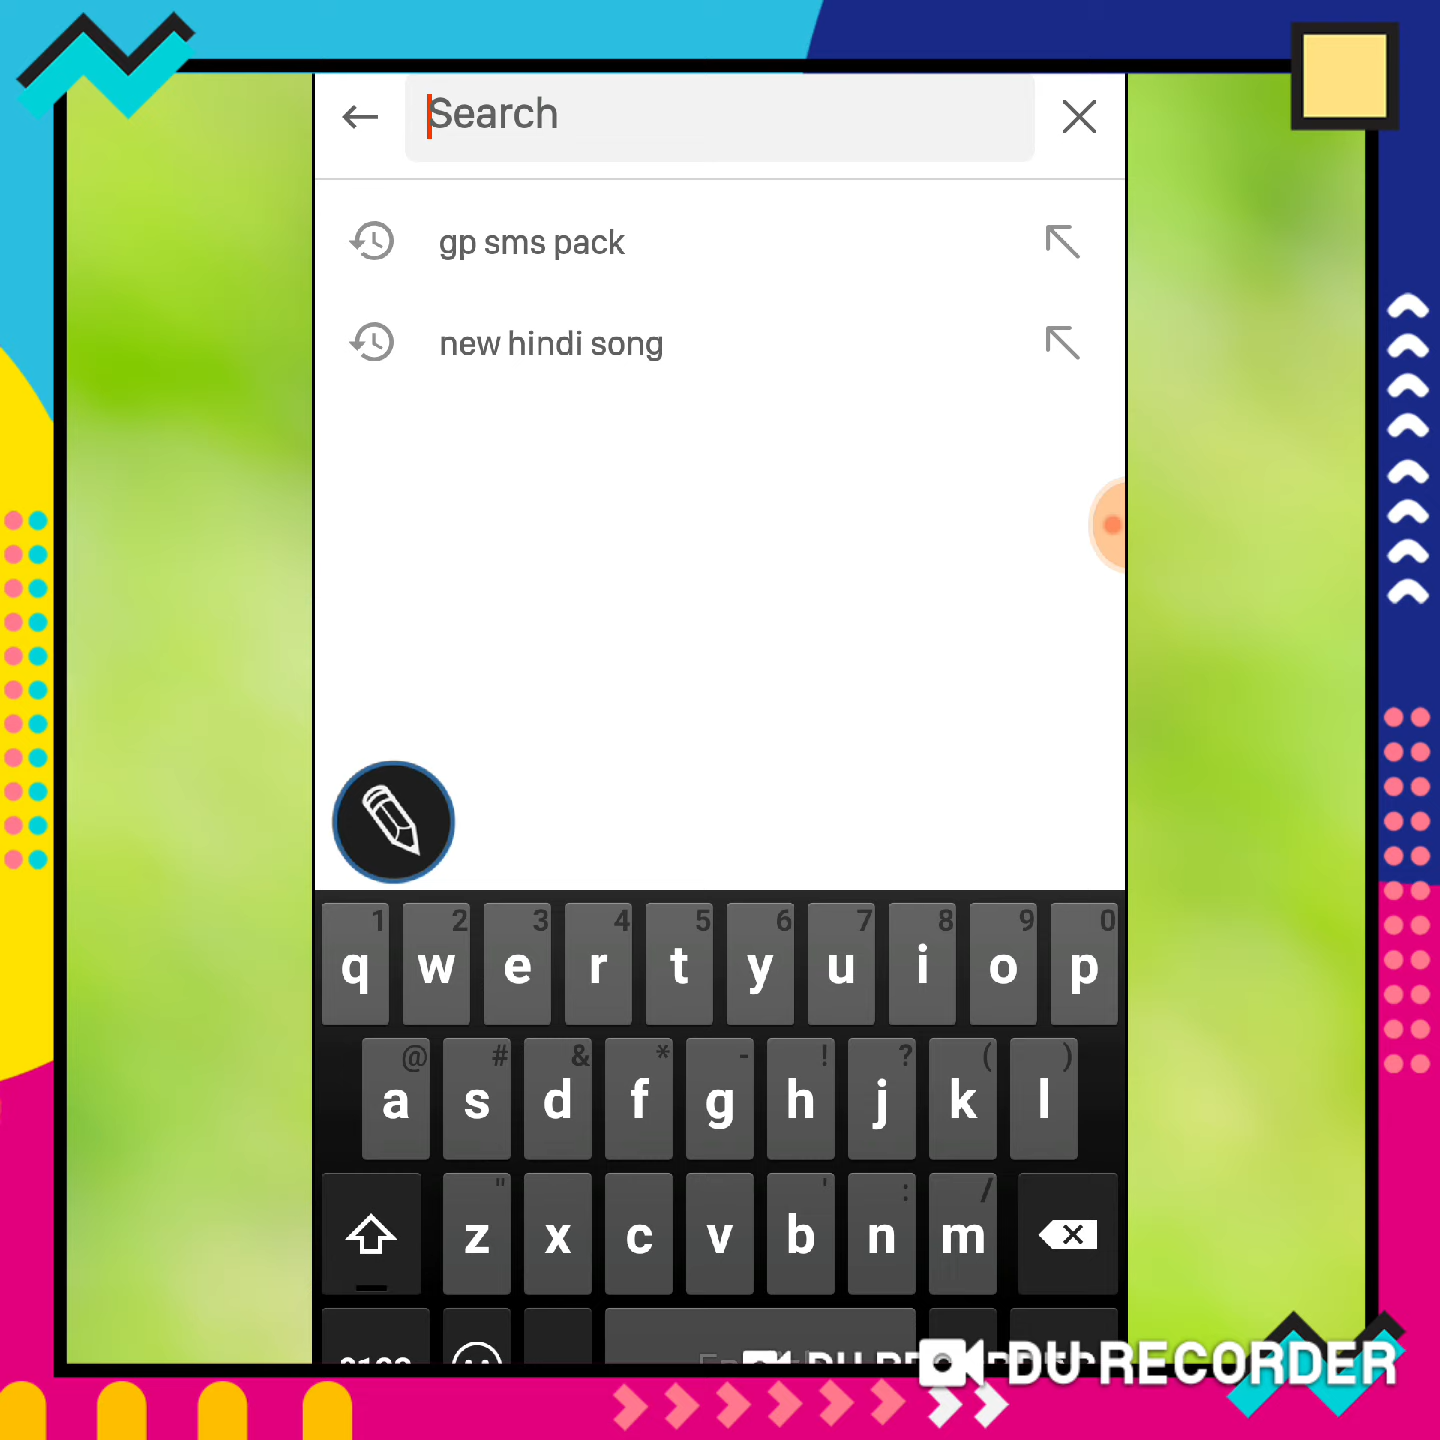 Search
gp sms pack
new hindi song
1 2 3 4 5 6 7 8 9 0
q w e r t y u i o p
@ # & * - ! ? ( )
a s d f g h j k l
" ' : /
z x c v b n m
DU RECORDER